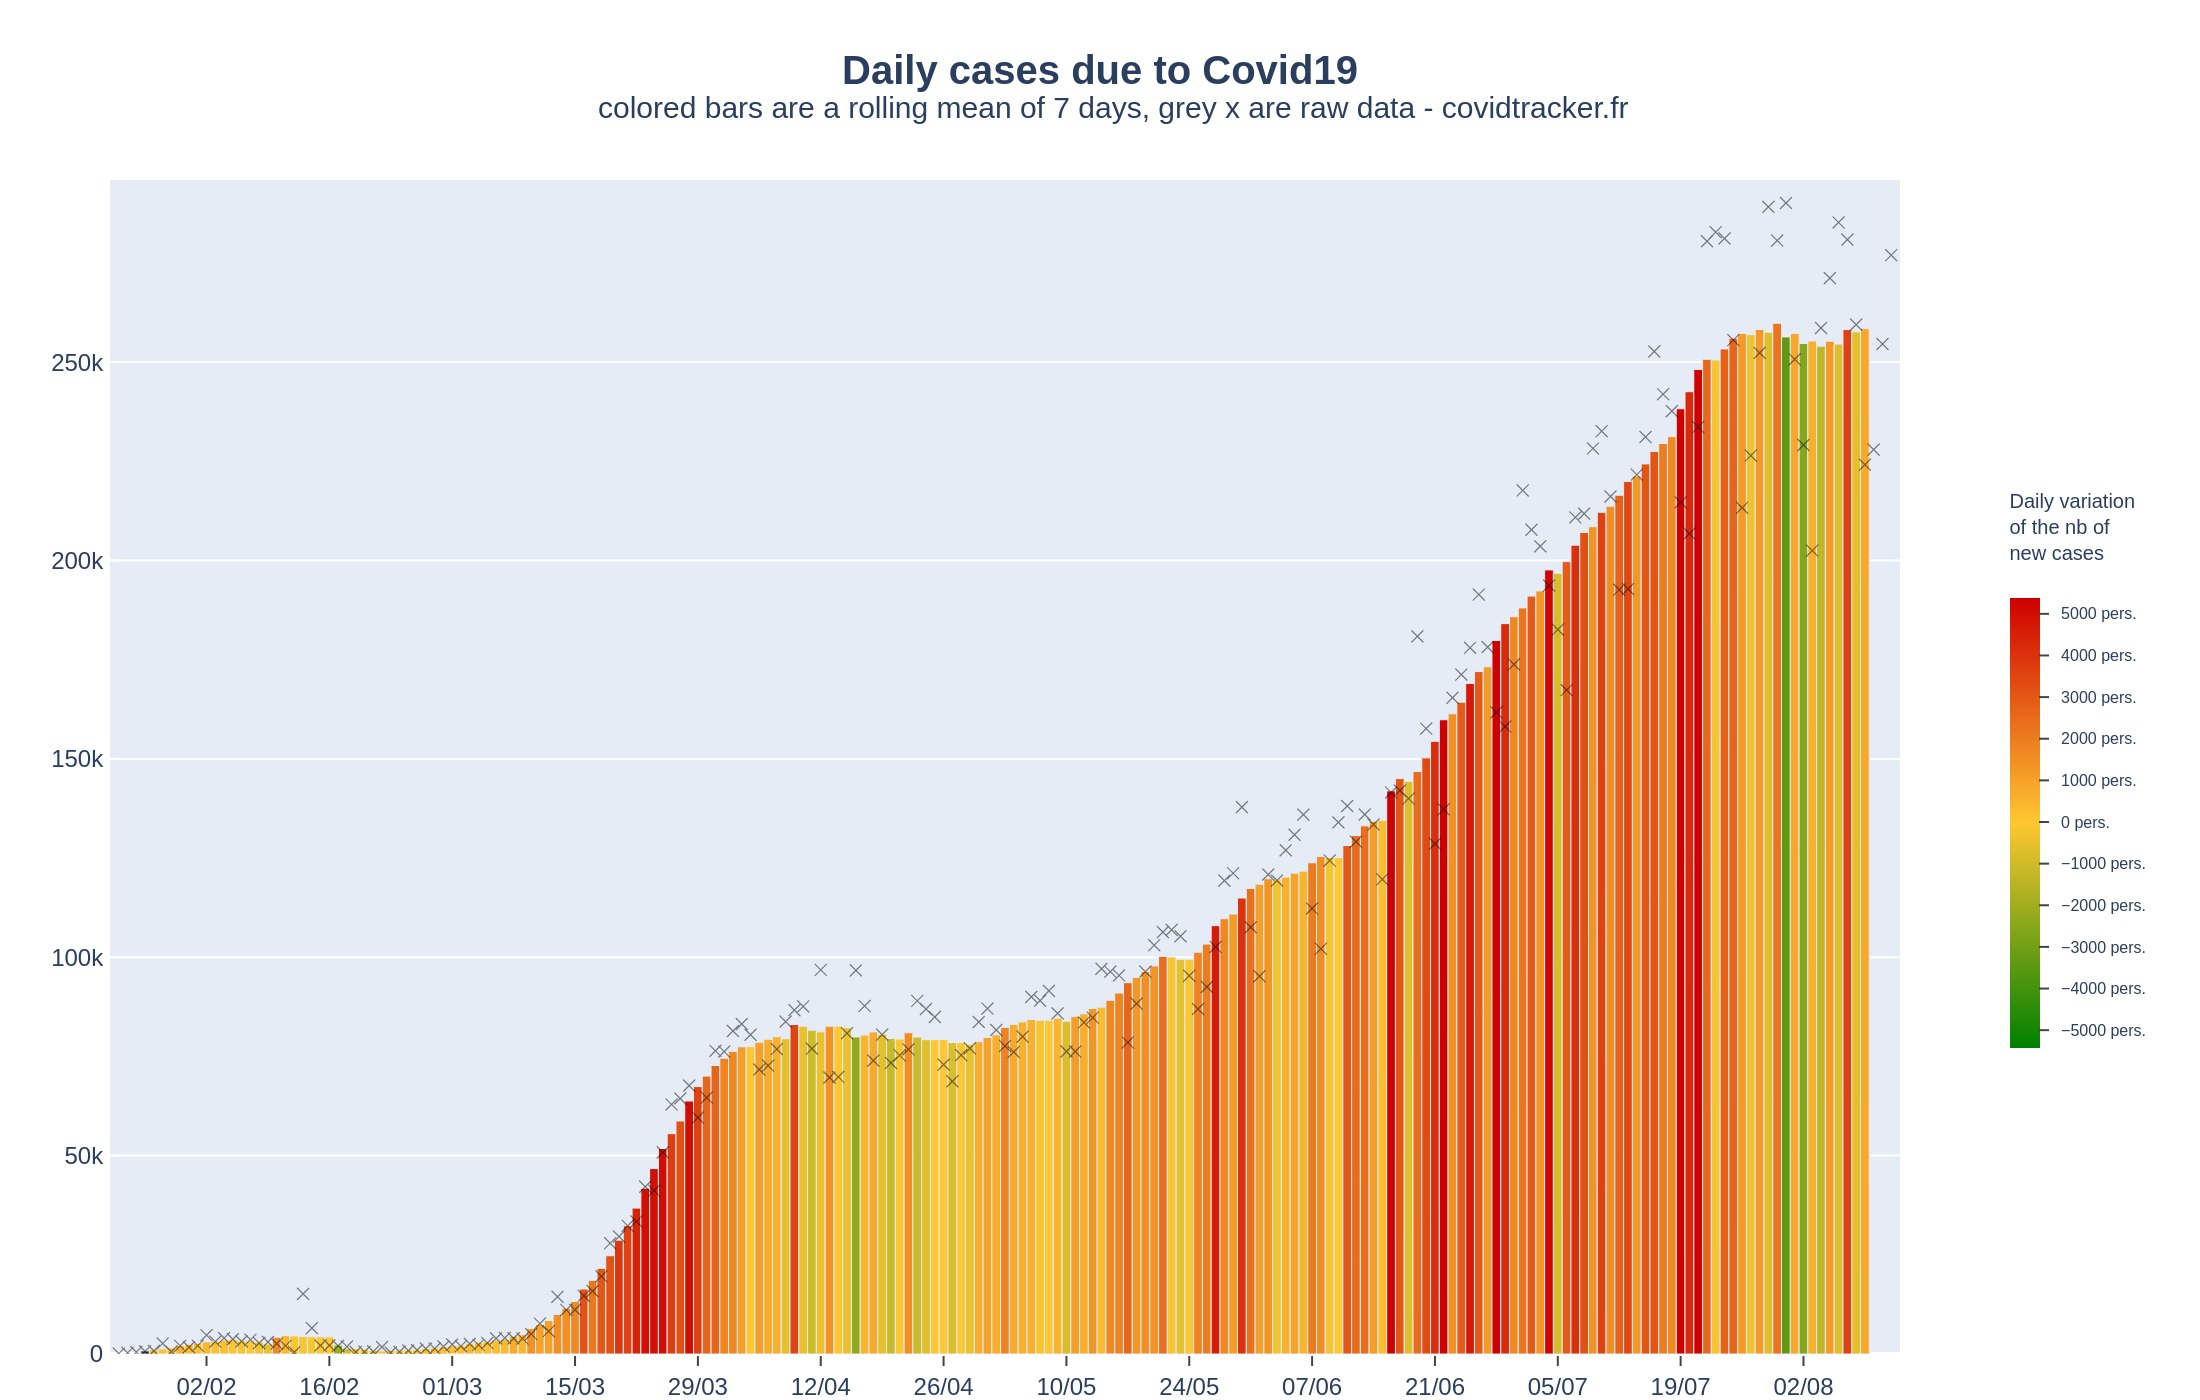 Daily cases due to Covid19
colored bars are a rolling mean of 7 days, grey x are raw data - covidtracker.fr
250k
200k
150k
100k
50k
0
02/02
16/02
01/03
15/03
29/03
12/04
26/04
10/05
24/05
07/06
21/06
05/07
19/07
02/08
Daily variation
of the nb of
new cases
5000 pers.
4000 pers.
3000 pers.
2000 pers.
1000 pers.
0 pers.
−1000 pers.
−2000 pers.
−3000 pers.
−4000 pers.
−5000 pers.